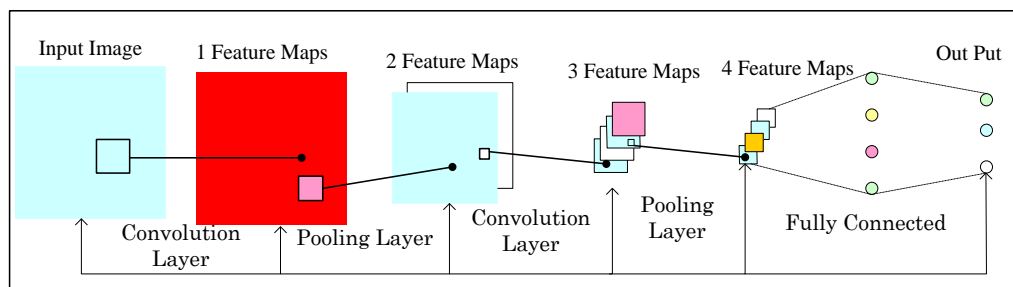 Input Image
1 Feature Maps
2 Feature Maps
3 Feature Maps
4 Feature Maps
Out Put
Convolution
Layer
Pooling Layer
Convolution
Layer
Pooling
Layer
Fully Connected